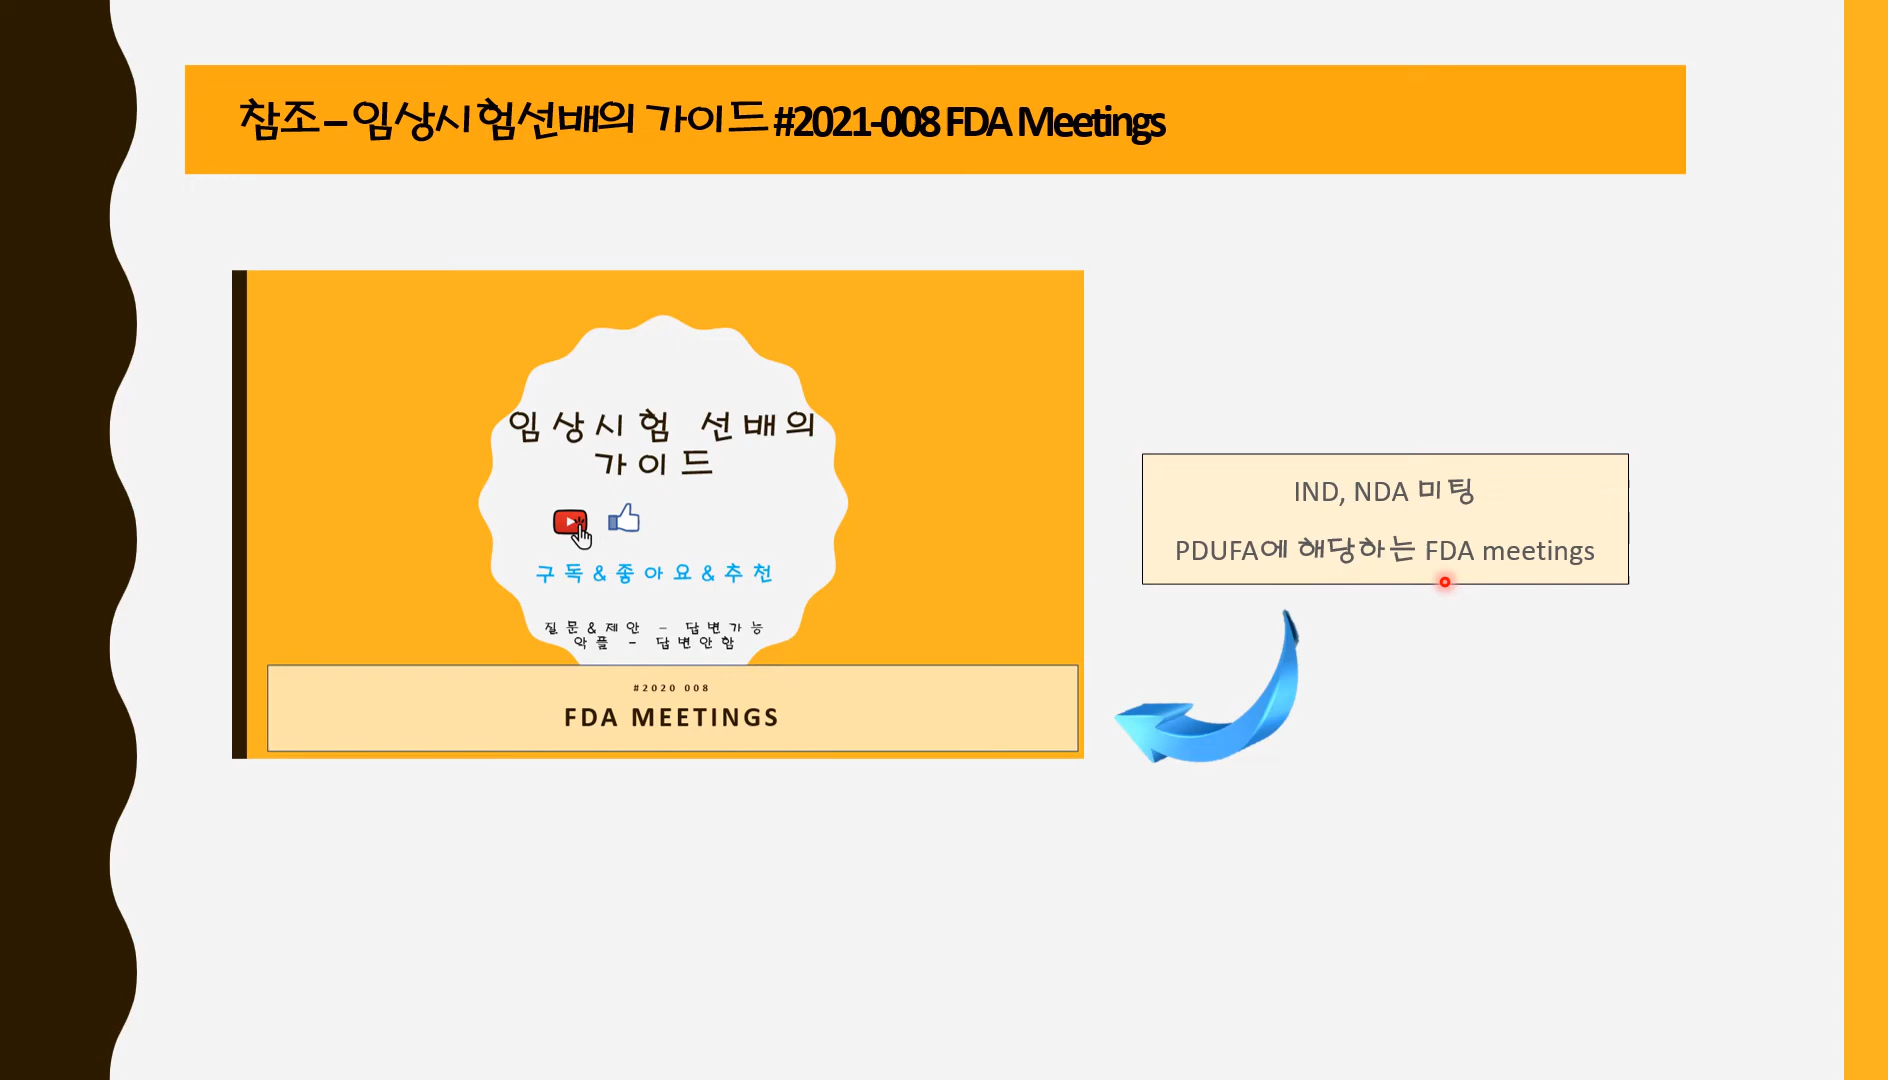 참조 – 임상시험선배의 가이드 #2021-008 FDA Meetings
임상시험 선배의
가이드
구독&좋아요&추천
질문&제안 – 답변가능
악플 – 답변안함
#2020 008
FDA MEETINGS
IND, NDA 미팅
PDUFA에 해당하는 FDA meetings